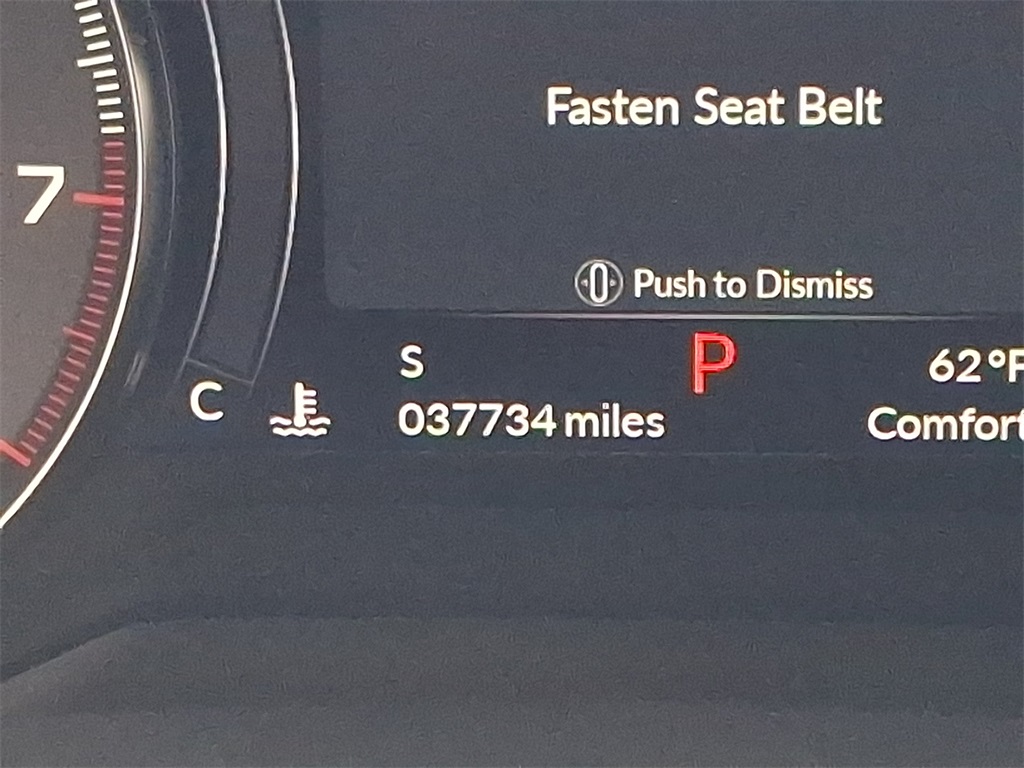 Fasten Seat Belt
7
Push to Dismiss
S
P
62°F
C
037734 miles
Comfort